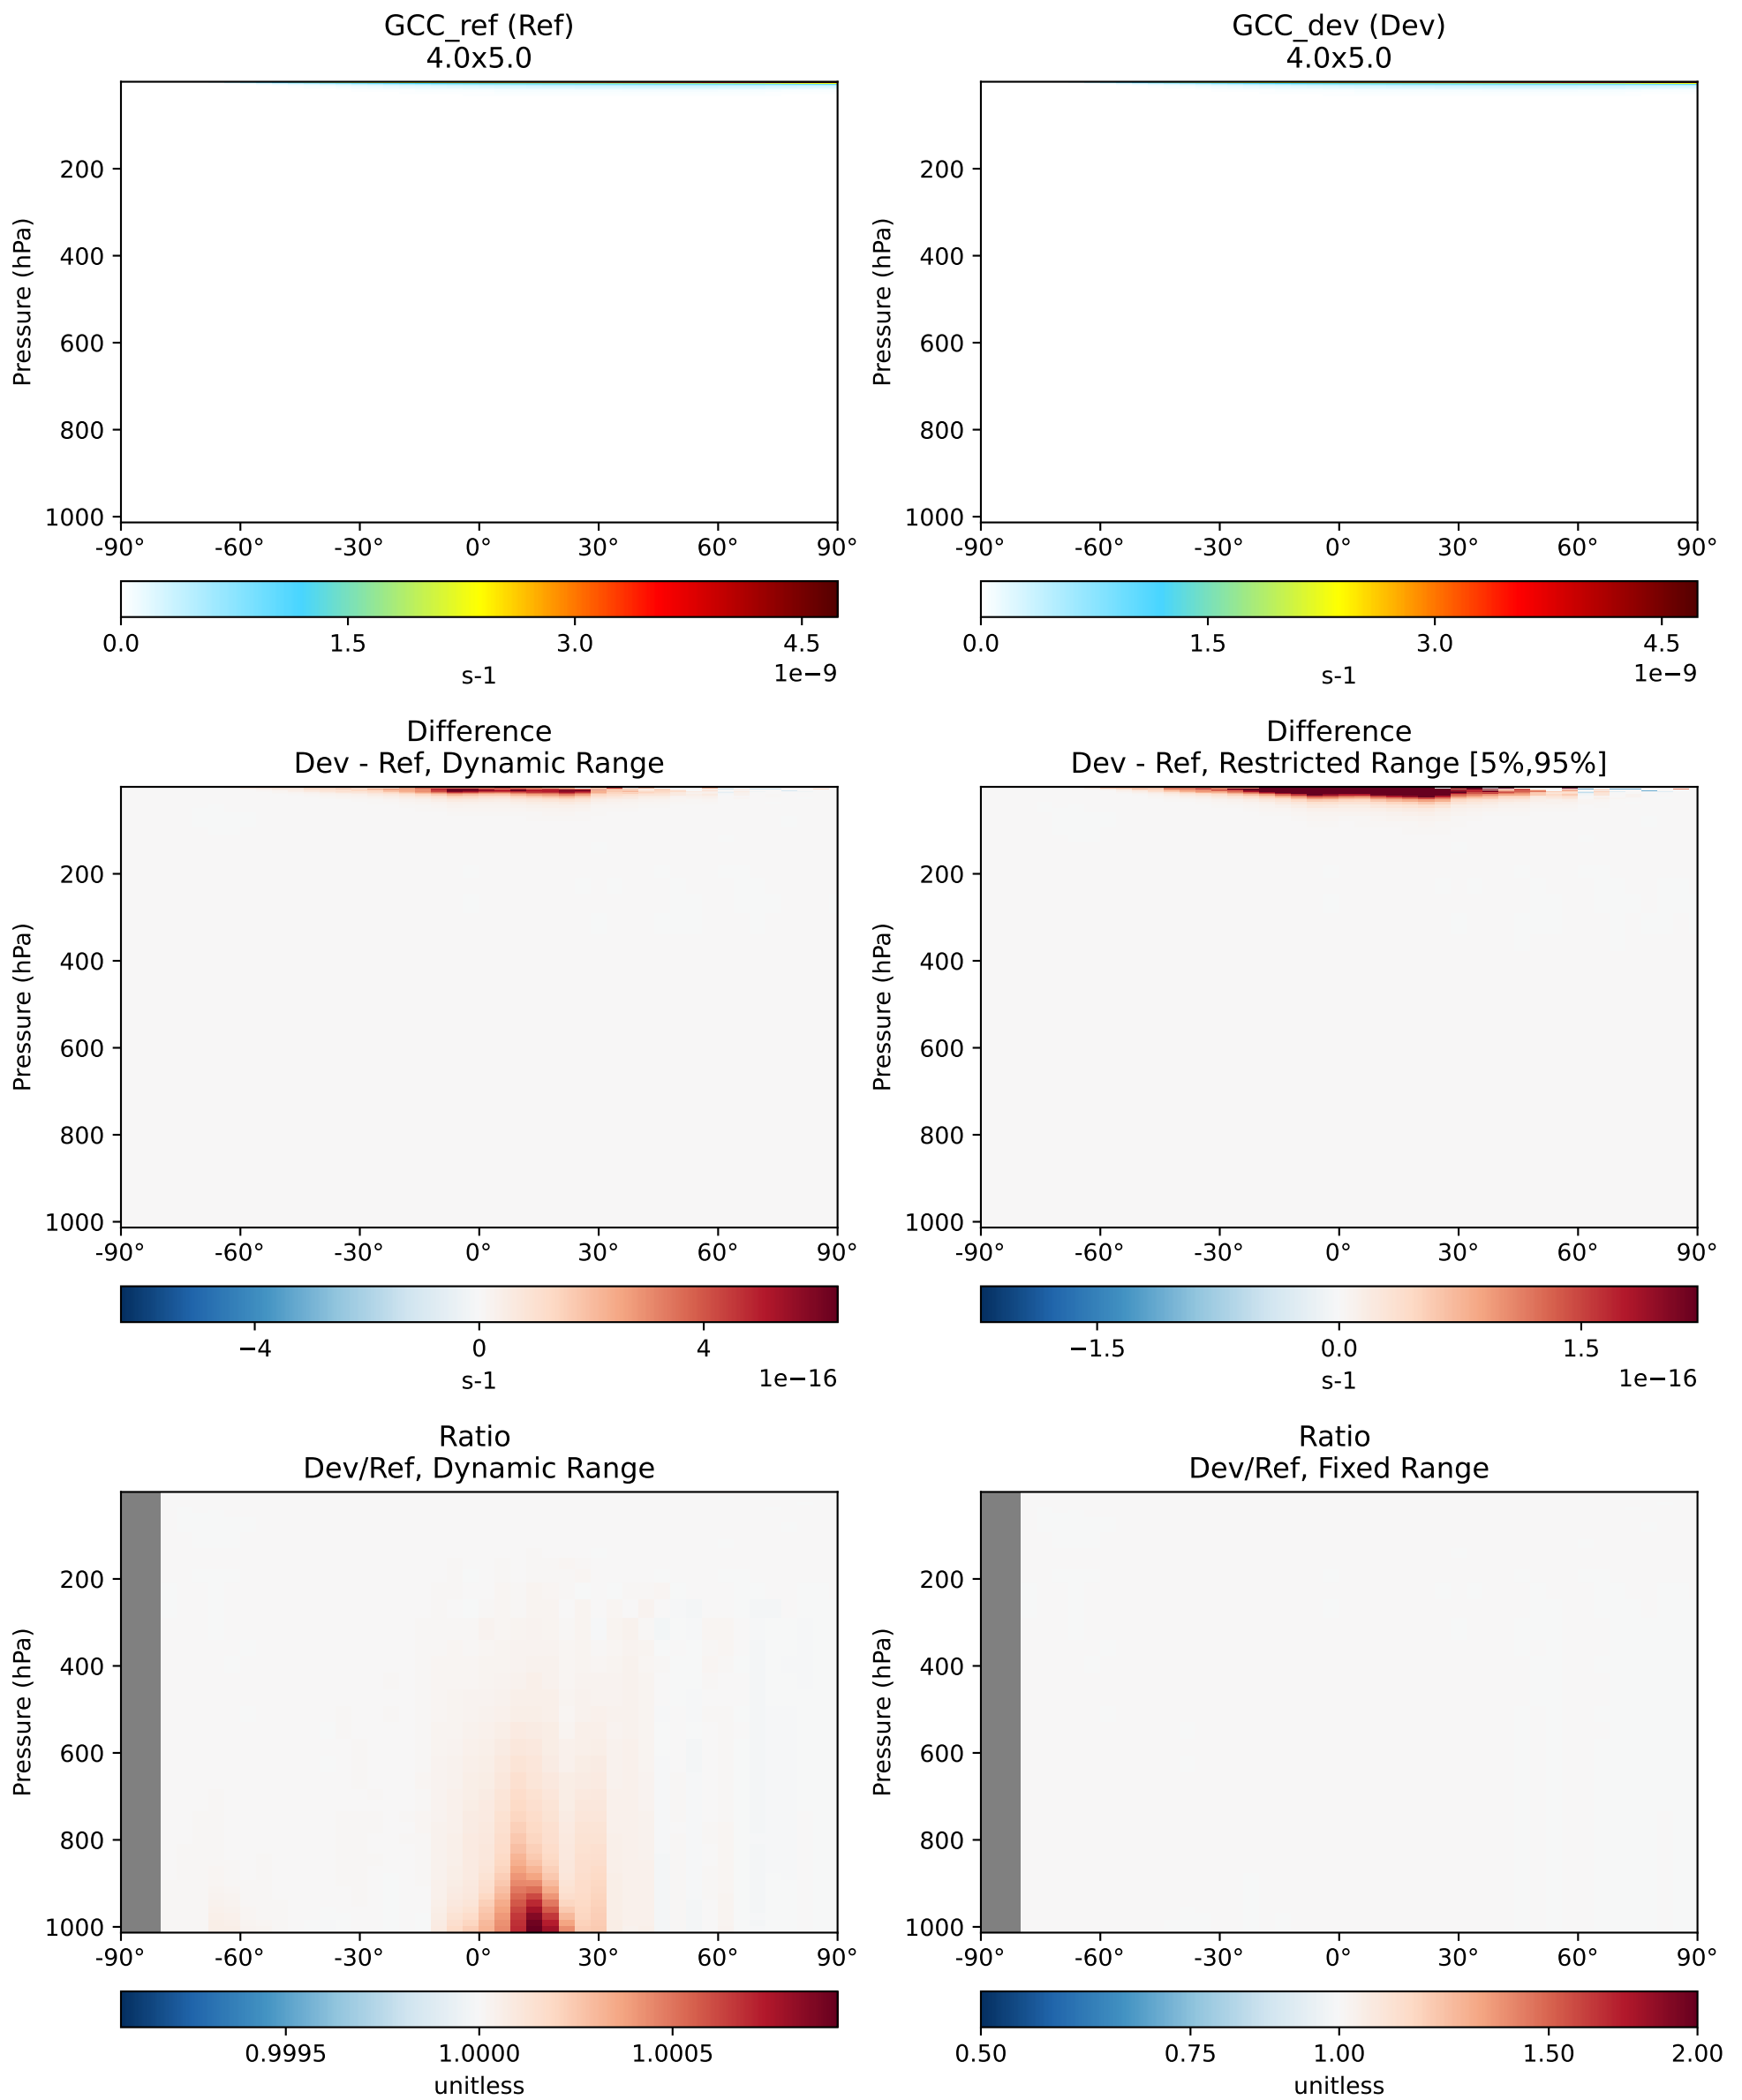 GCC_ref (Ref)
4.0x5.0
GCC_dev (Dev)
4.0x5.0
Pressure (hPa)
200
400
600
800
1000
-90° -60° -30° 0° 30° 60° 90°
0.0 1.5 3.0 4.5
1e−9
s-1
Pressure (hPa)
200
400
600
800
1000
-90° -60° -30° 0° 30° 60° 90°
0.0 1.5 3.0 4.5
1e−9
s-1
Difference
Dev - Ref, Dynamic Range
Difference
Dev - Ref, Restricted Range [5%,95%]
Pressure (hPa)
200
400
600
800
1000
-90° -60° -30° 0° 30° 60° 90°
−4 0 4
1e−16
s-1
Pressure (hPa)
200
400
600
800
1000
-90° -60° -30° 0° 30° 60° 90°
−1.5 0.0 1.5
1e−16
s-1
Ratio
Dev/Ref, Dynamic Range
Ratio
Dev/Ref, Fixed Range
Pressure (hPa)
200
400
600
800
1000
-90° -60° -30° 0° 30° 60° 90°
0.9995 1.0000 1.0005
unitless
Pressure (hPa)
200
400
600
800
1000
-90° -60° -30° 0° 30° 60° 90°
0.50 0.75 1.00 1.50 2.00
unitless